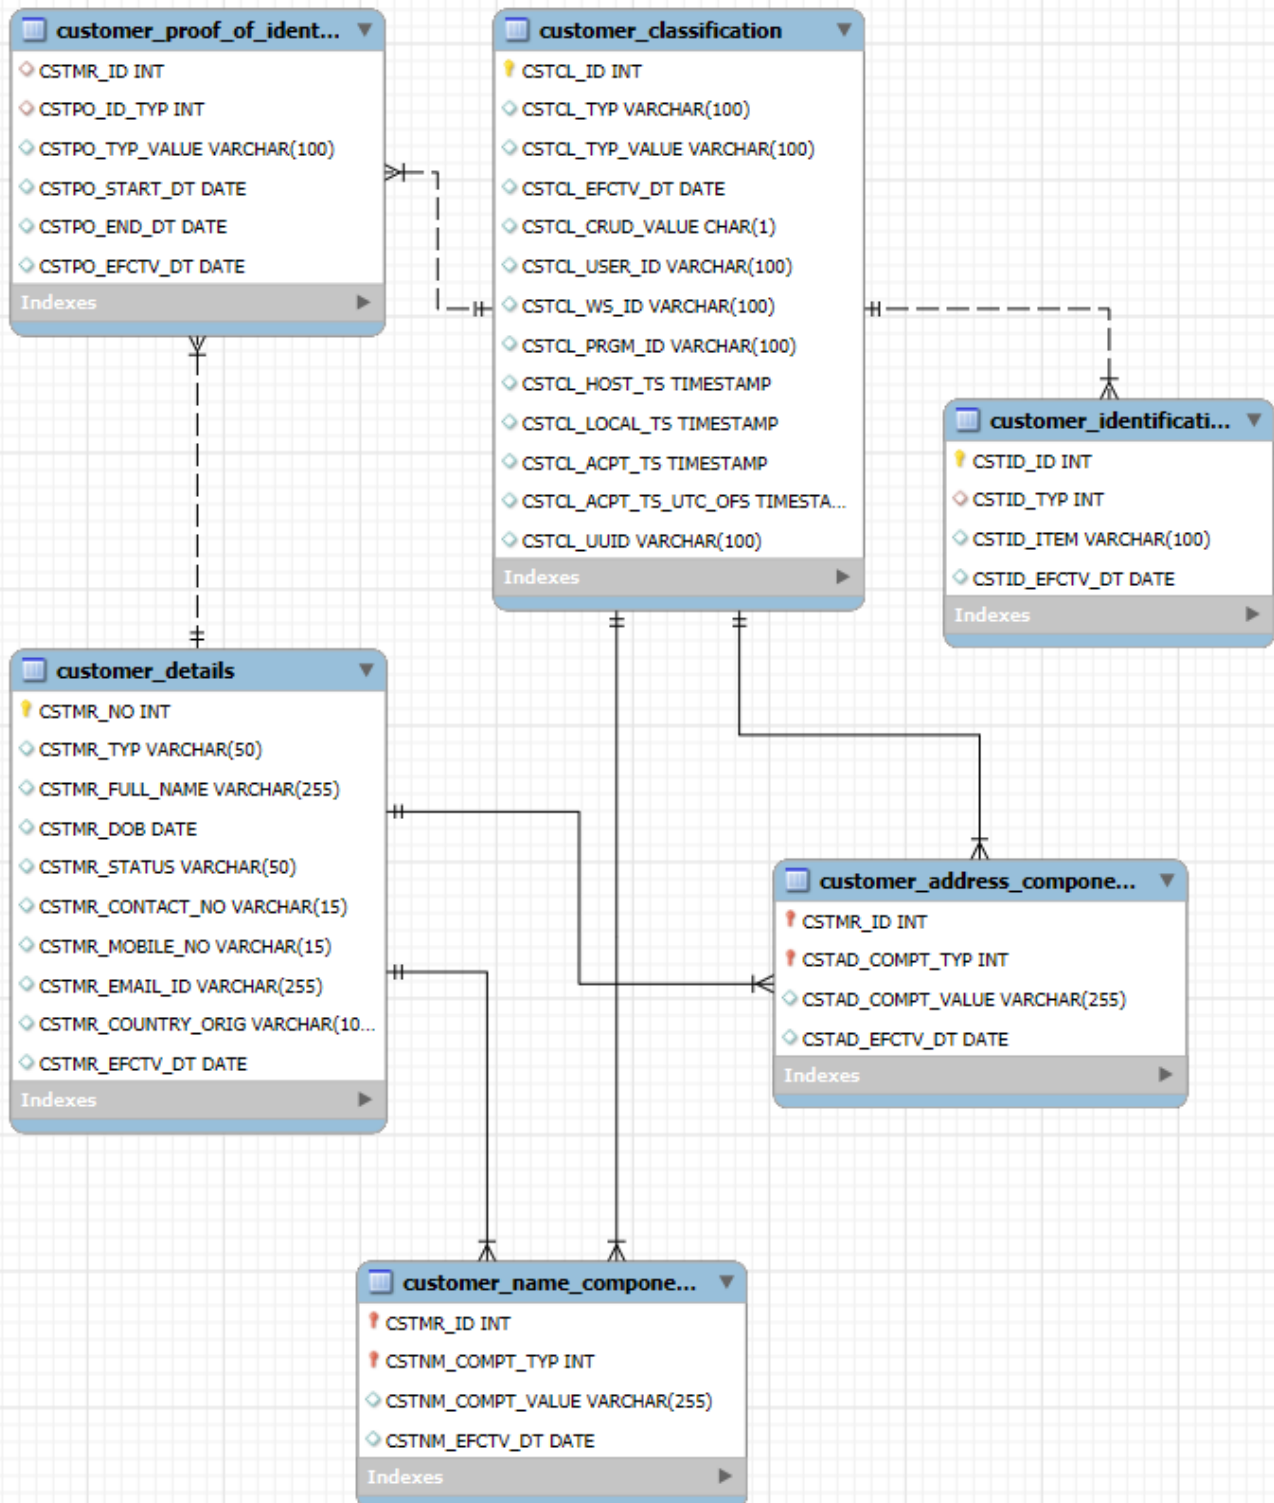 customer_proof_of_ident...
CSTMR_ID INT
CSTPO_ID_TYP INT
CSTPO_TYP_VALUE VARCHAR(100)
CSTPO_START_DT DATE
CSTPO_END_DT DATE
CSTPO_EFCTV_DT DATE
Indexes
customer_classification
CSTCL_ID INT
CSTCL_TYP VARCHAR(100)
CSTCL_TYP_VALUE VARCHAR(100)
CSTCL_EFCTV_DT DATE
CSTCL_CRUD_VALUE CHAR(1)
CSTCL_USER_ID VARCHAR(100)
CSTCL_WS_ID VARCHAR(100)
CSTCL_PRGM_ID VARCHAR(100)
CSTCL_HOST_TS TIMESTAMP
CSTCL_LOCAL_TS TIMESTAMP
CSTCL_ACPT_TS TIMESTAMP
CSTCL_ACPT_TS_UTC_OFS TIMESTA...
CSTCL_UUID VARCHAR(100)
Indexes
customer_identificati...
CSTID_ID INT
CSTID_TYP INT
CSTID_ITEM VARCHAR(100)
CSTID_EFCTV_DT DATE
Indexes
customer_details
CSTMR_NO INT
CSTMR_TYP VARCHAR(50)
CSTMR_FULL_NAME VARCHAR(255)
CSTMR_DOB DATE
CSTMR_STATUS VARCHAR(50)
CSTMR_CONTACT_NO VARCHAR(15)
CSTMR_MOBILE_NO VARCHAR(15)
CSTMR_EMAIL_ID VARCHAR(255)
CSTMR_COUNTRY_ORIG VARCHAR(10...
CSTMR_EFCTV_DT DATE
Indexes
customer_address_compone...
CSTMR_ID INT
CSTAD_COMPT_TYP INT
CSTAD_COMPT_VALUE VARCHAR(255)
CSTAD_EFCTV_DT DATE
Indexes
customer_name_compone...
CSTMR_ID INT
CSTNM_COMPT_TYP INT
CSTNM_COMPT_VALUE VARCHAR(255)
CSTNM_EFCTV_DT DATE
Indexes